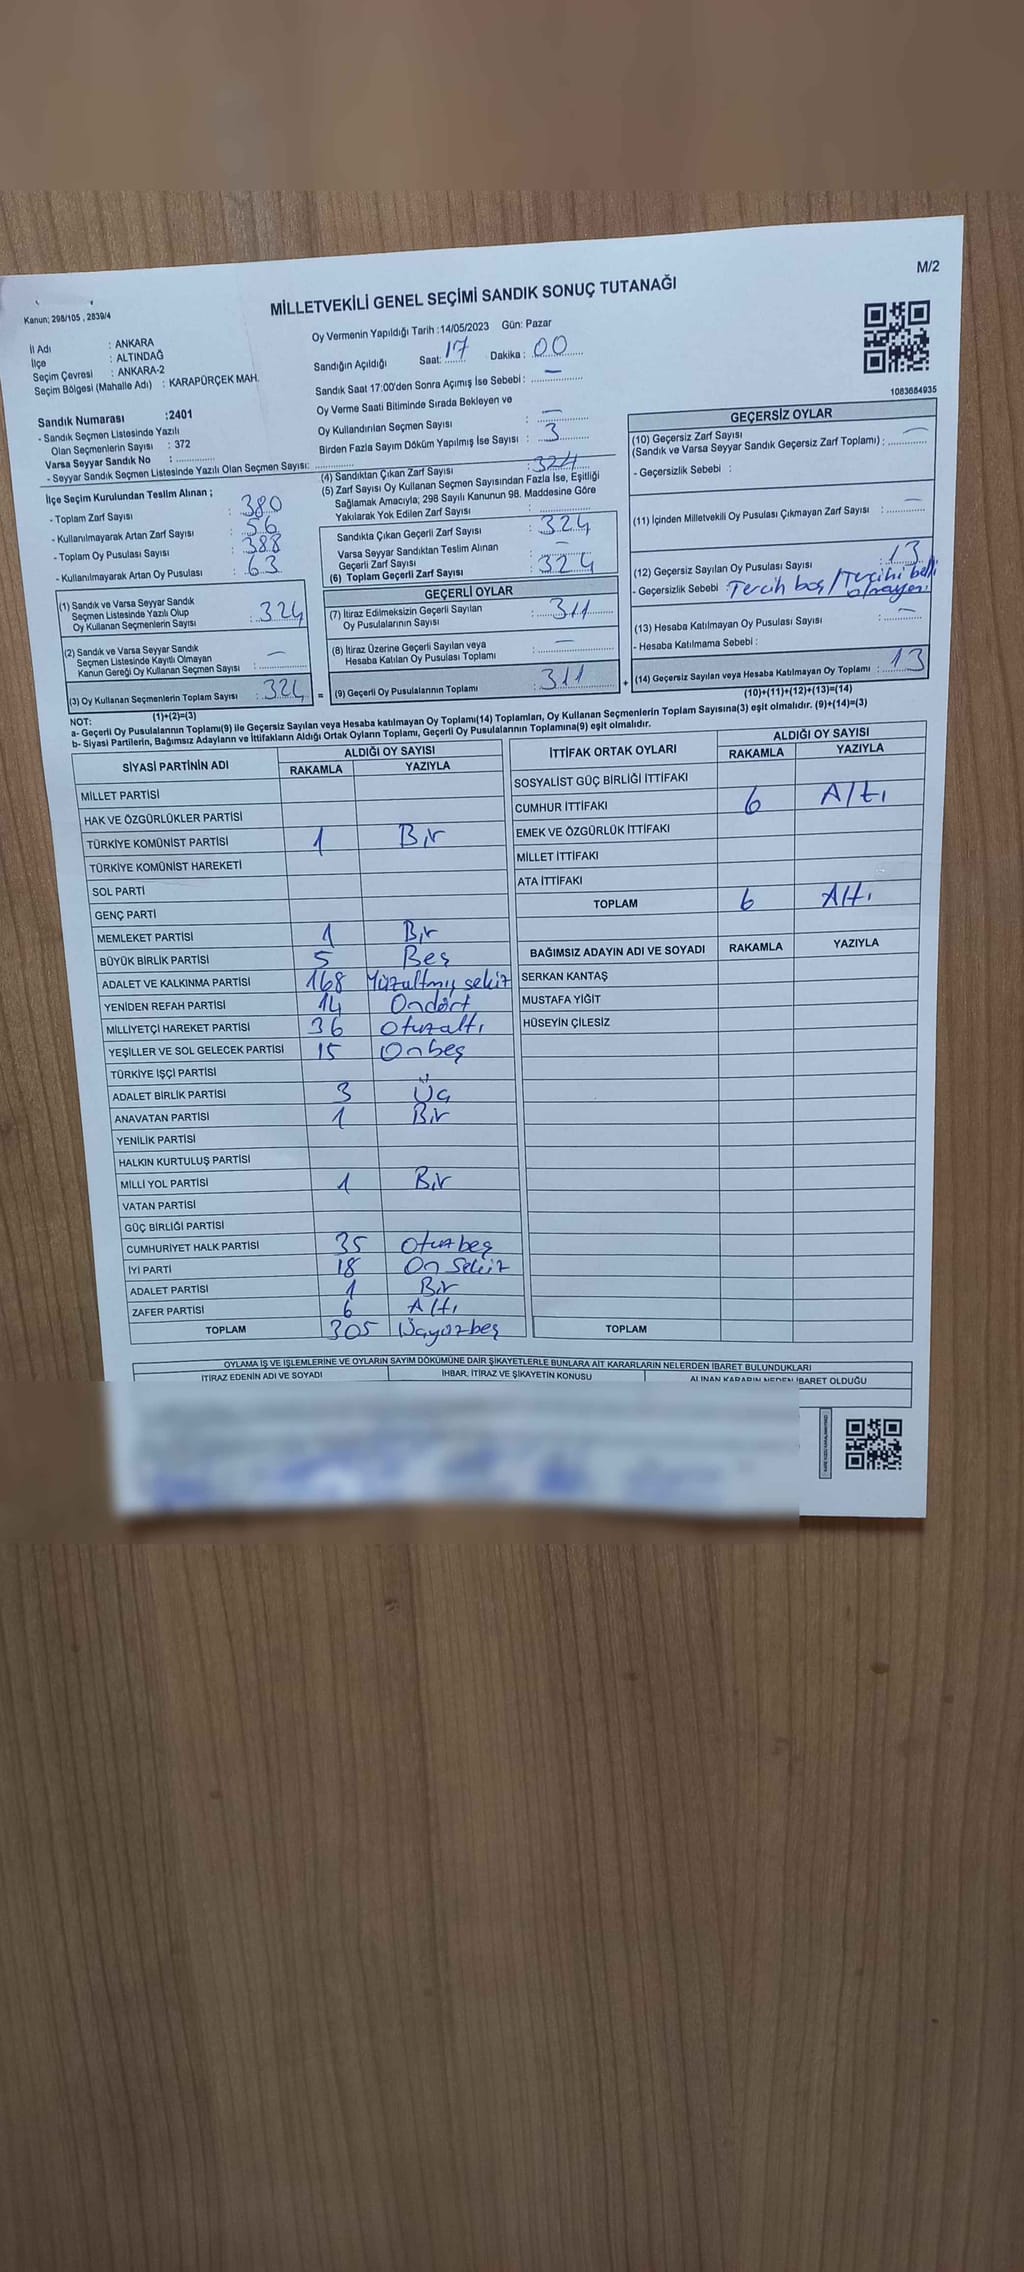 M/2
Kanun; 298/105 , 2839/4
MİLLETVEKİLİ GENEL SEÇİMİ SANDIK SONUÇ TUTANAĞI
İl Adı : ANKARA
İlçe : ALTINDAĞ
Seçim Çevresi : ANKARA-2
Seçim Bölgesi (Mahalle Adı) : KARAPÜRÇEK MAH.
Oy Vermenin Yapıldığı Tarih :14/05/2023 Gün: Pazar
Sandığın Açıldığı Saat: 17 Dakika : 00
Sandık Saat 17:00'den Sonra Açımış İse Sebebi : —
Oy Verme Saati Bitiminde Sırada Bekleyen ve
Oy Kullandırılan Seçmen Sayısı : —
Birden Fazla Sayım Döküm Yapılmış İse Sayısı : 3
1083684935
Sandık Numarası :2401
- Sandık Seçmen Listesinde Yazılı
Olan Seçmenlerin Sayısı : 372
Varsa Seyyar Sandık No :
- Seyyar Sandık Seçmen Listesinde Yazılı Olan Seçmen Sayısı:
İlçe Seçim Kurulundan Teslim Alınan ;
- Toplam Zarf Sayısı : 380
- Kullanılmayarak Artan Zarf Sayısı : 56
- Toplam Oy Pusulası Sayısı : 388
- Kullanılmayarak Artan Oy Pusulası : 63
(1) Sandık ve Varsa Seyyar Sandık
Seçmen Listesinde Yazılı Olup
Oy Kullanan Seçmenlerin Sayısı : 324
(2) Sandık ve Varsa Seyyar Sandık
Seçmen Listesinde Kayıtlı Olmayan
Kanun Gereği Oy Kullanan Seçmen Sayısı : —
(3) Oy Kullanan Seçmenlerin Toplam Sayısı : 324
(1)+(2)=(3)
(4) Sandıktan Çıkan Zarf Sayısı : 324
(5) Zarf Sayısı Oy Kullanan Seçmen Sayısından Fazla İse, Eşitliği
Sağlamak Amacıyla; 298 Sayılı Kanunun 98. Maddesine Göre
Yakılarak Yok Edilen Zarf Sayısı :
Sandıkta Çıkan Geçerli Zarf Sayısı : 324
Varsa Seyyar Sandıktan Teslim Alınan
Geçerli Zarf Sayısı : —
(6) Toplam Geçerli Zarf Sayısı : 324
GEÇERLİ OYLAR
(7) İtiraz Edilmeksizin Geçerli Sayılan
Oy Pusulalarının Sayısı : 311
(8) İtiraz Üzerine Geçerli Sayılan veya
Hesaba Katılan Oy Pusulası Toplamı : —
= (9) Geçerli Oy Pusulalarının Toplamı : 311
GEÇERSİZ OYLAR
(10) Geçersiz Zarf Sayısı
(Sandık ve Varsa Seyyar Sandık Geçersiz Zarf Toplamı) : —
- Geçersizlik Sebebi :
(11) İçinden Milletvekili Oy Pusulası Çıkmayan Zarf Sayısı : —
(12) Geçersiz Sayılan Oy Pusulası Sayısı : 13
- Geçersizlik Sebebi : Tercih boş / Tercihi belli olmayan
(13) Hesaba Katılmayan Oy Pusulası Sayısı : —
- Hesaba Katılmama Sebebi :
+ (14) Geçersiz Sayılan veya Hesaba Katılmayan Oy Toplamı : 13
(10)+(11)+(12)+(13)=(14)
NOT:
a- Geçerli Oy Pusulalarının Toplamı(9) ile Geçersiz Sayılan veya Hesaba katılmayan Oy Toplamı(14) Toplamları, Oy Kullanan Seçmenlerin Toplam Sayısına(3) eşit olmalıdır. (9)+(14)=(3)
b- Siyasi Partilerin, Bağımsız Adayların ve İttifakların Aldığı Ortak Oyların Toplamı, Geçerli Oy Pusulalarının Toplamına(9) eşit olmalıdır.
SİYASİ PARTİNİN ADI ALDIĞI OY SAYISI
RAKAMLA YAZIYLA
MİLLET PARTİSİ
HAK VE ÖZGÜRLÜKLER PARTİSİ
TÜRKİYE KOMÜNİST PARTİSİ 1 Bir
TÜRKİYE KOMÜNİST HAREKETİ
SOL PARTİ
GENÇ PARTİ
MEMLEKET PARTİSİ 1 Bir
BÜYÜK BİRLİK PARTİSİ 5 Beş
ADALET VE KALKINMA PARTİSİ 168 Yüzaltmış sekiz
YENİDEN REFAH PARTİSİ 14 Ondört
MİLLİYETÇİ HAREKET PARTİSİ 36 Otuzaltı
YEŞİLLER VE SOL GELECEK PARTİSİ 15 Onbeş
TÜRKİYE İŞÇİ PARTİSİ
ADALET BİRLİK PARTİSİ 3 Üç
ANAVATAN PARTİSİ 1 Bir
YENİLİK PARTİSİ
HALKIN KURTULUŞ PARTİSİ
MİLLİ YOL PARTİSİ 1 Bir
VATAN PARTİSİ
GÜÇ BİRLİĞİ PARTİSİ
CUMHURİYET HALK PARTİSİ 35 Otuzbeş
İYİ PARTİ 18 On Sekiz
ADALET PARTİSİ 1 Bir
ZAFER PARTİSİ 6 Altı
TOPLAM 305 Üçyüzbeş
İTTİFAK ORTAK OYLARI ALDIĞI OY SAYISI
RAKAMLA YAZIYLA
SOSYALİST GÜÇ BİRLİĞİ İTTİFAKI
CUMHUR İTTİFAKI 6 Altı
EMEK VE ÖZGÜRLÜK İTTİFAKI
MİLLET İTTİFAKI
ATA İTTİFAKI
TOPLAM 6 Altı
BAĞIMSIZ ADAYIN ADI VE SOYADI RAKAMLA YAZIYLA
SERKAN KANTAŞ
MUSTAFA YİĞİT
HÜSEYİN ÇİLESİZ
TOPLAM
OYLAMA İŞ VE İŞLEMLERİNE VE OYLARIN SAYIM DÖKÜMÜNE DAİR ŞİKAYETLERLE BUNLARA AİT KARARLARIN NELERDEN İBARET BULUNDUKLARI
İTİRAZ EDENİN ADI VE SOYADI İHBAR, İTİRAZ VE ŞİKAYETİN KONUSU ALINAN KARARIN NEDEN İBARET OLDUĞU